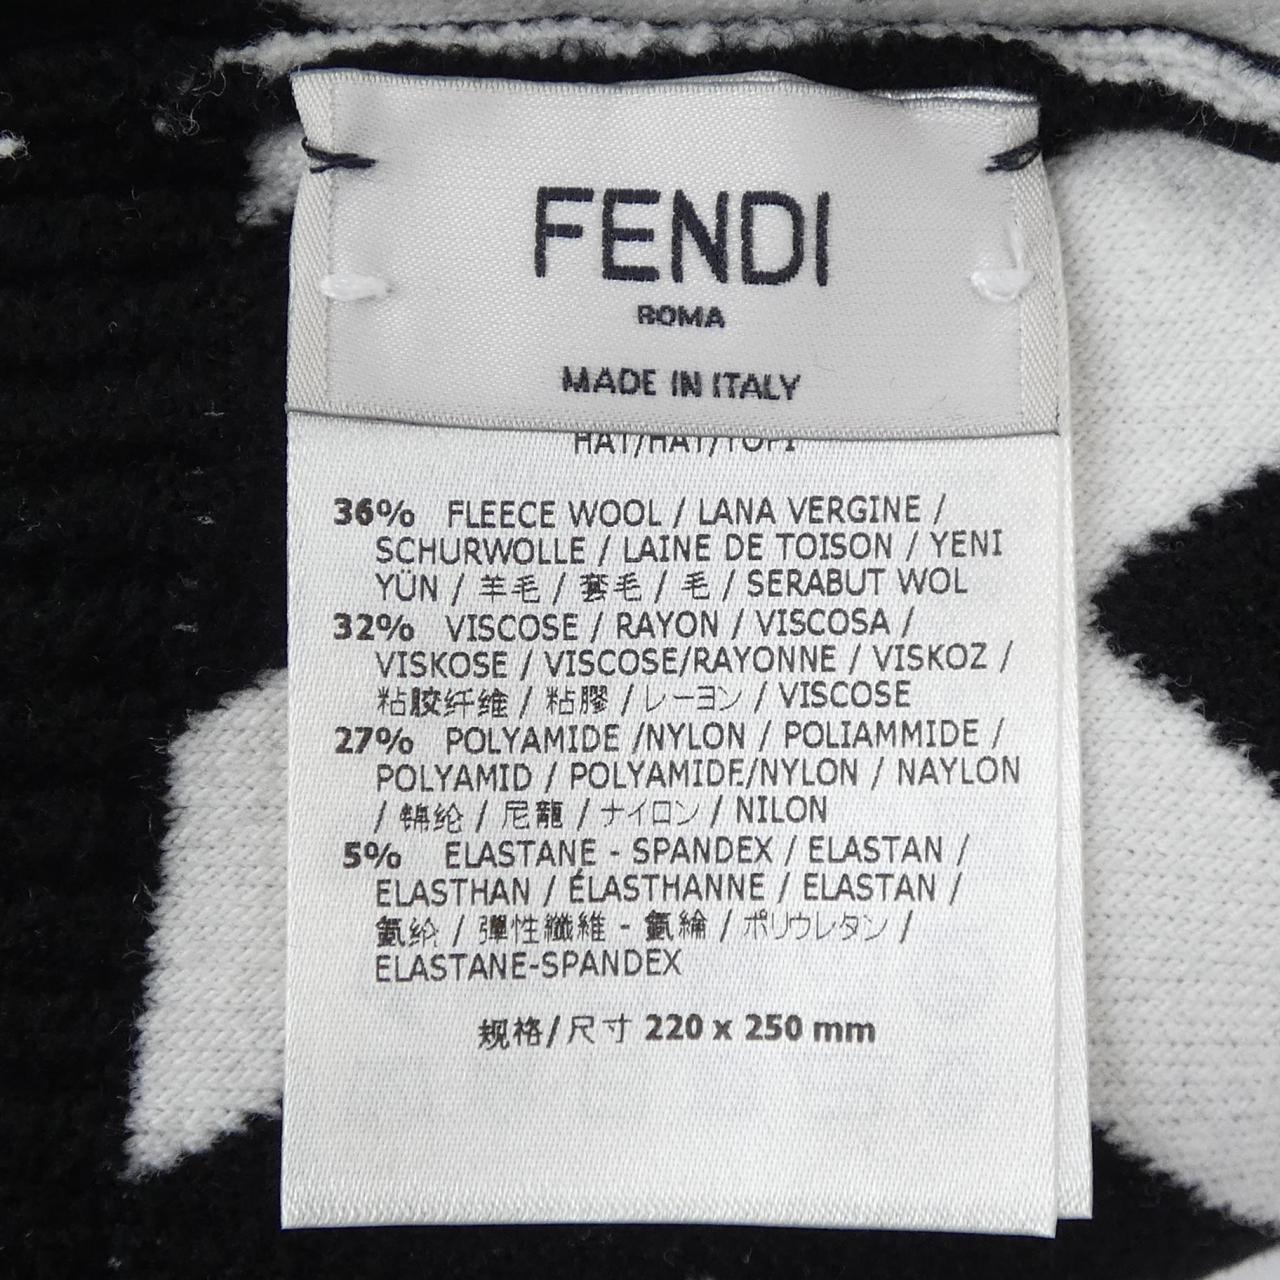 FENDI
ROMA
MADE IN ITALY
HAT/HAT/TOPI
36% FLEECE WOOL / LANA VERGINE /
SCHURWOLLE / LAINE DE TOISON / YENI
YÜN / 羊毛 / 套毛 / 毛 / SERABUT WOL
32% VISCOSE / RAYON / VISCOSA /
VISKOSE / VISCOSE/RAYONNE / VISKOZ /
粘胶纤维 / 粘膠 / レーヨン / VISCOSE
27% POLYAMIDE /NYLON / POLIAMMIDE /
POLYAMID / POLYAMIDE/NYLON / NAYLON
/ 锦纶 / 尼龍 / ナイロン / NILON
5% ELASTANE - SPANDEX / ELASTAN /
ELASTHAN / ÉLASTHANNE / ELASTAN /
氨纶 / 彈性纖維 - 氨綸 / ポリウレタン /
ELASTANE-SPANDEX
规格/尺寸 220 x 250 mm